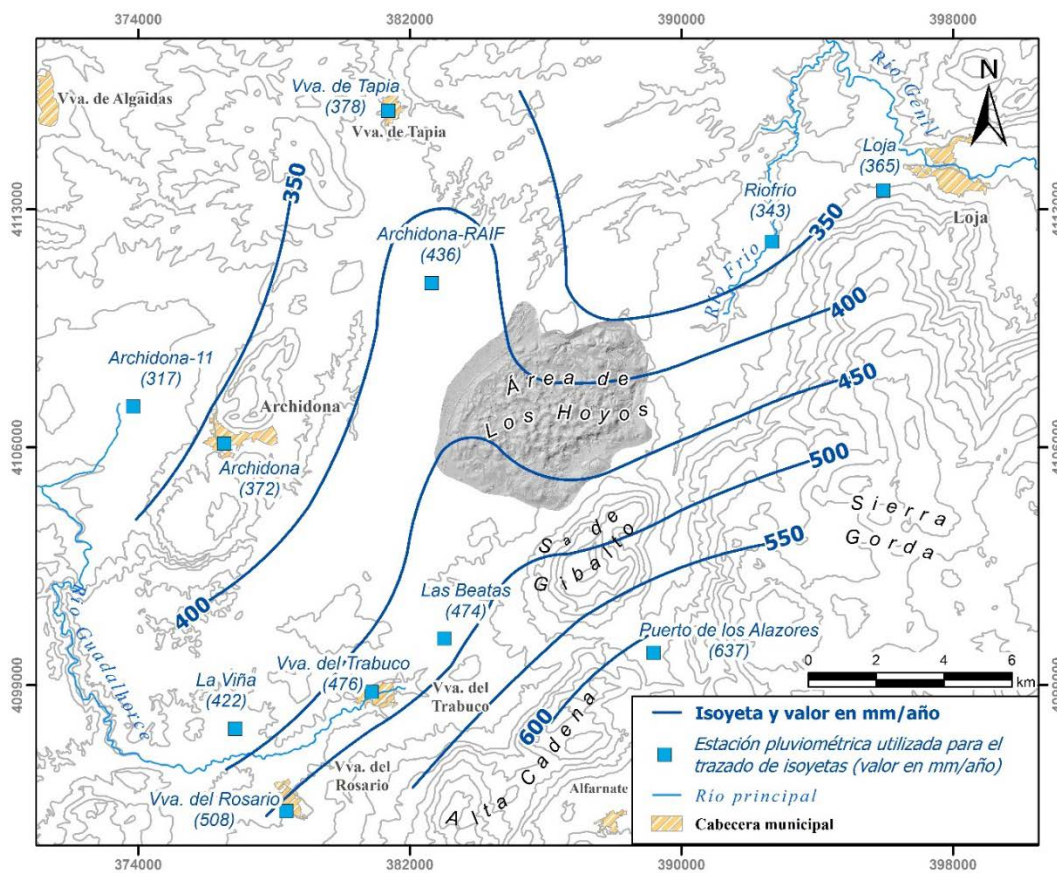 374000
382000
390000
398000
N
Vva. de Algaidas
Vva. de Tapia
(378)
Vva. de Tapia
Río Genil
Loja
(365)
Loja
Riofrío
(343)
Río Frío
350
350
4113000
4113000
Archidona-RAIF
(436)
400
Archidona-11
(317)
Archidona
Área de
Los Hoyos
450
4106000
4106000
Archidona
(372)
500
Sierra
Gorda
Sª de
Gibalto
550
400
Las Beatas
(474)
Río Guadalhorce
Puerto de los Alazores
(637)
0 2 4 6
km
Vva. del Trabuco
(476)
Vva. del
Trabuco
La Viña
(422)
4099000
4099000
600
Alta Cadena
Vva. del
Rosario
Vva. del Rosario
(508)
Alfarnate
Isoyeta y valor en mm/año
Estación pluviométrica utilizada para el
trazado de isoyetas (valor en mm/año)
Río principal
Cabecera municipal
374000
382000
390000
398000